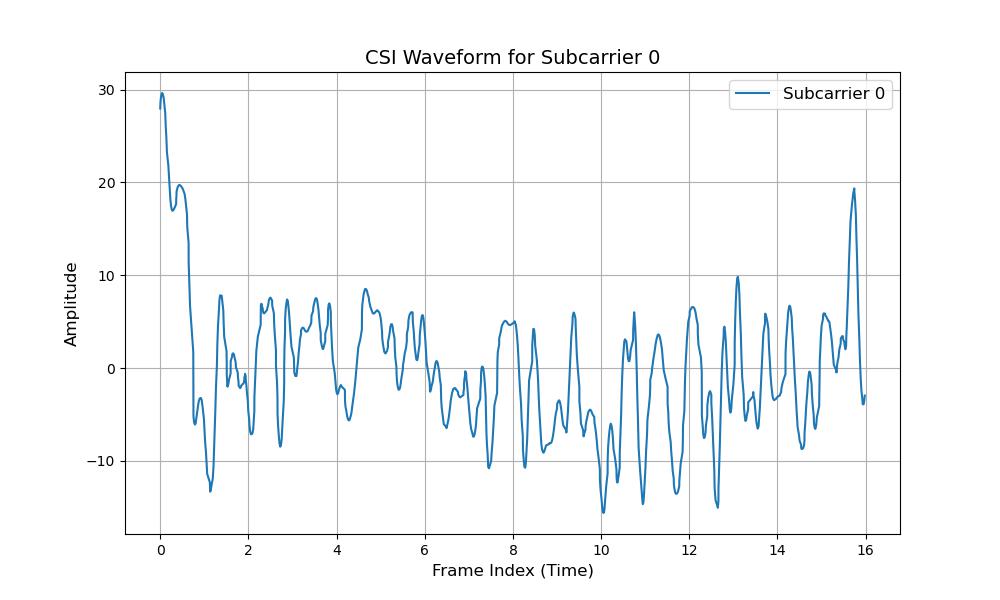 CSI Waveform for Subcarrier 0
Subcarrier 0
Amplitude
30
20
10
0
−10
0 2 4 6 8 10 12 14 16
Frame Index (Time)